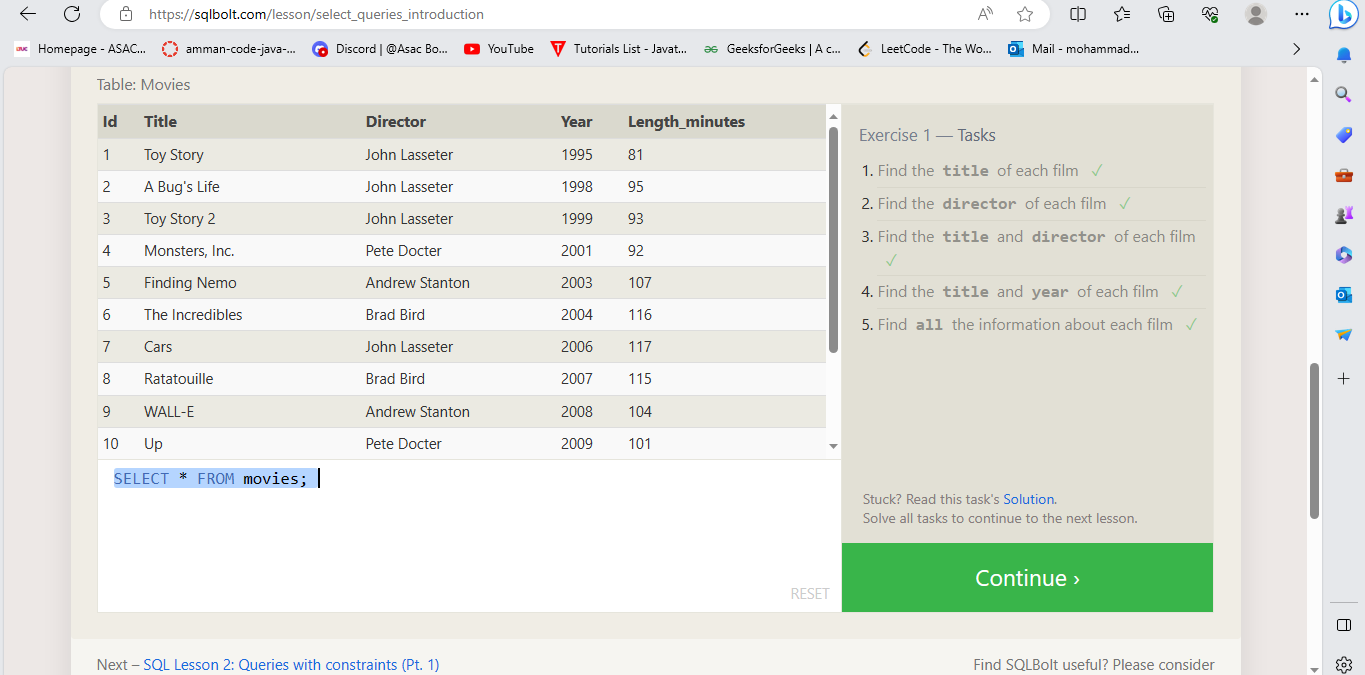 https://sqlbolt.com/lesson/select_queries_introduction
Homepage - ASAC... amman-code-java-... Discord | @Asac Bo... YouTube Tutorials List - Javat... GeeksforGeeks | A c... LeetCode - The Wo... Mail - mohammad...
Table: Movies
Id Title Director Year Length_minutes
1 Toy Story John Lasseter 1995 81
2 A Bug's Life John Lasseter 1998 95
3 Toy Story 2 John Lasseter 1999 93
4 Monsters, Inc. Pete Docter 2001 92
5 Finding Nemo Andrew Stanton 2003 107
6 The Incredibles Brad Bird 2004 116
7 Cars John Lasseter 2006 117
8 Ratatouille Brad Bird 2007 115
9 WALL-E Andrew Stanton 2008 104
10 Up Pete Docter 2009 101
SELECT * FROM movies;
RESET
Exercise 1 — Tasks
1. Find the title of each film ✓
2. Find the director of each film ✓
3. Find the title and director of each film
✓
4. Find the title and year of each film ✓
5. Find all the information about each film ✓
Stuck? Read this task's Solution.
Solve all tasks to continue to the next lesson.
Continue ›
Next – SQL Lesson 2: Queries with constraints (Pt. 1)
Find SQLBolt useful? Please consider